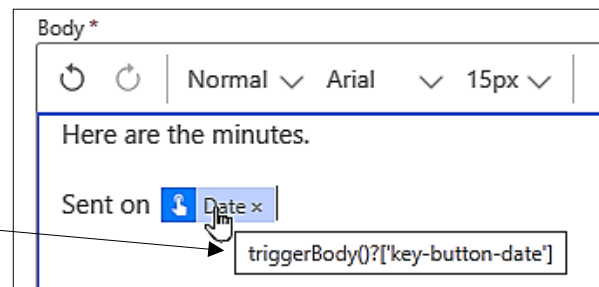 Body *
Normal Arial 15px
Here are the minutes.
Sent on Date ×
triggerBody()?['key-button-date']